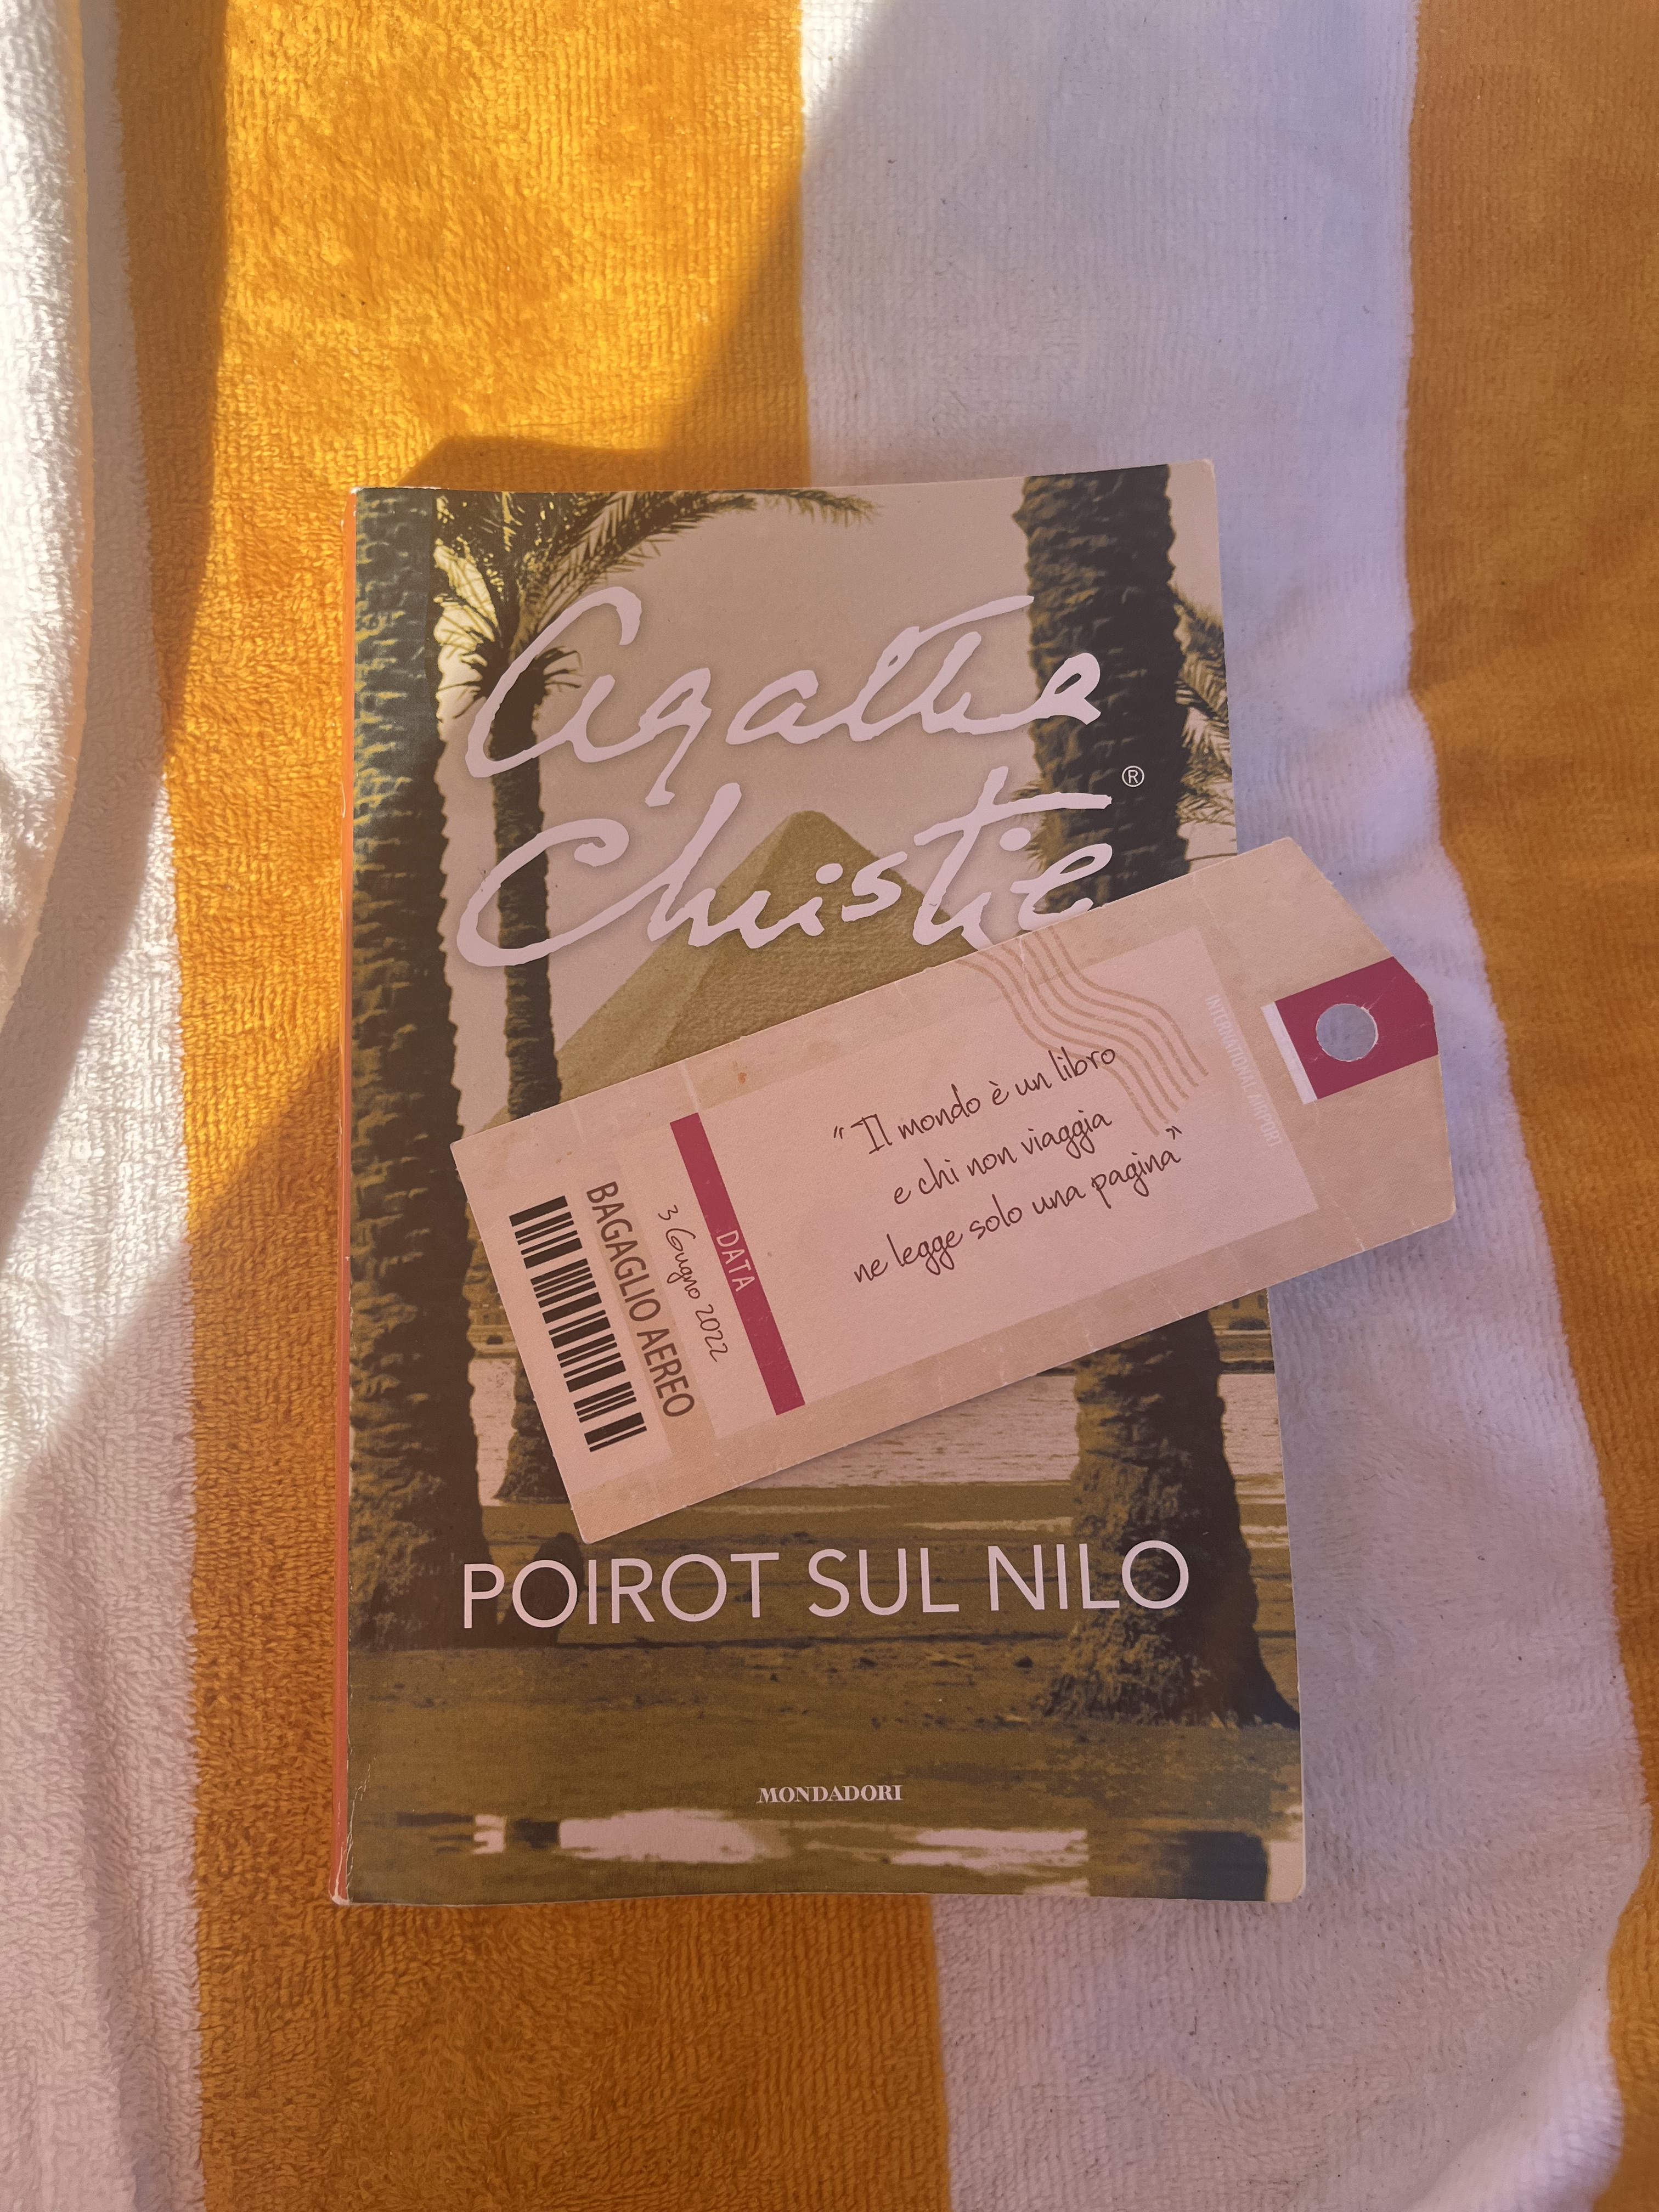 Agatha
Christie®
"Il mondo è un libro
e chi non viaggia
ne legge solo una pagina"
INTERNATIONAL AIRPORT
DATA
3 Giugno 2022
BAGAGLIO AEREO
POIROT SUL NILO
MONDADORI